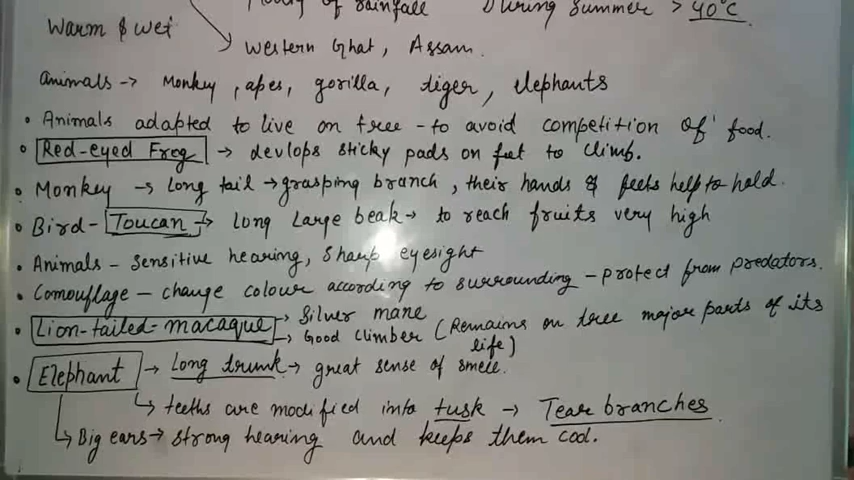 of rainfall During summer > 40°C
Warm & wet
Western Ghat, Assam.
Animals → Monkey, apes, gorilla, tiger, elephants
• Animals adapted to live on tree - to avoid competition of food.
• Red-eyed Frog → devlops sticky pads on feet to climb.
• Monkey → Long tail → grasping branch, their hands & feets help to hold.
• Bird - Toucan → Long Large beak → to reach fruits very high
• Animals - Sensitive hearing, Sharp eyesight
• Camouflage - change colour according to surrounding - protect from predators.
• Lion-tailed-macaque → Silver mane
→ Good climber (Remains on tree major parts of its life)
• Elephant → Long trunk → great sense of smell.
→ teeths are modified into tusk → Tear branches
→ Big ears → strong hearing and keeps them cool.